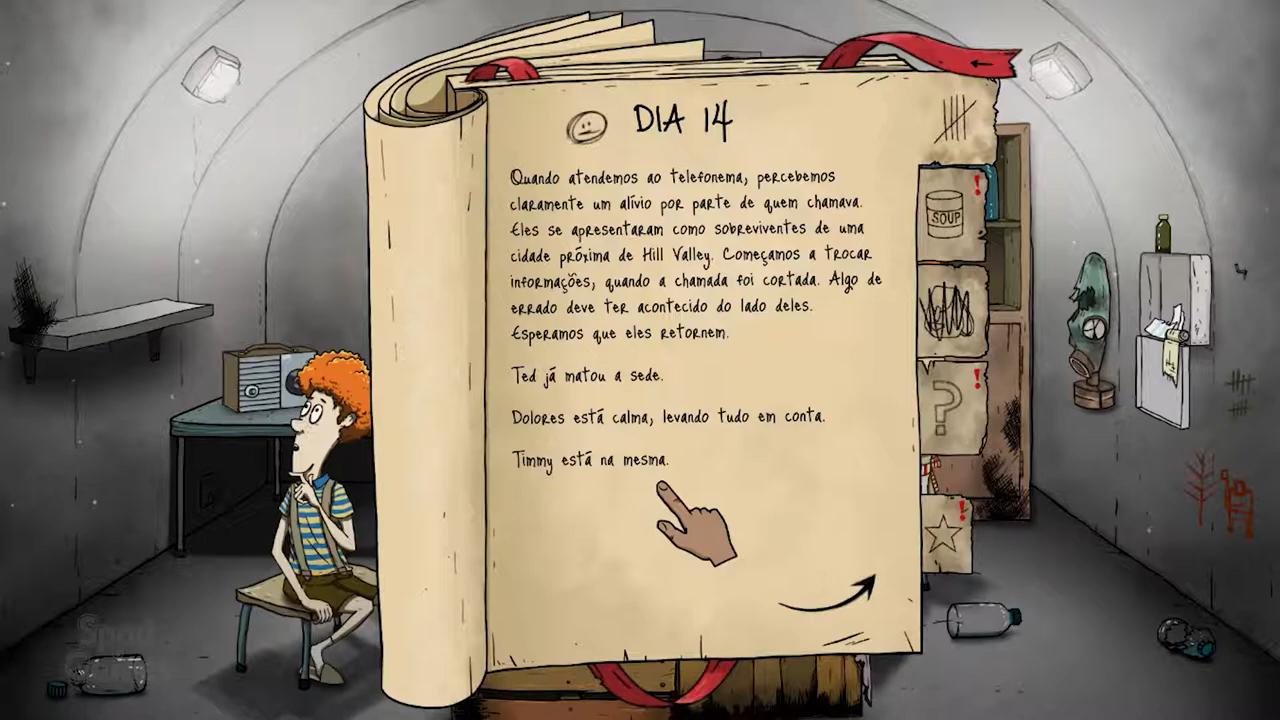 DIA 14
Quando atendemos ao telefonema, percebemos
claramente um alívio por parte de quem chamava.
Eles se apresentaram como sobreviventes de uma
cidade próxima de Hill Valley. Começamos a trocar
informações, quando a chamada foi cortada. Algo de
errado deve ter acontecido do lado deles.
Esperamos que eles retornem.
Ted já matou a sede.
Dolores está calma, levando tudo em conta.
Timmy está na mesma.
!
SOUP
!
?
!